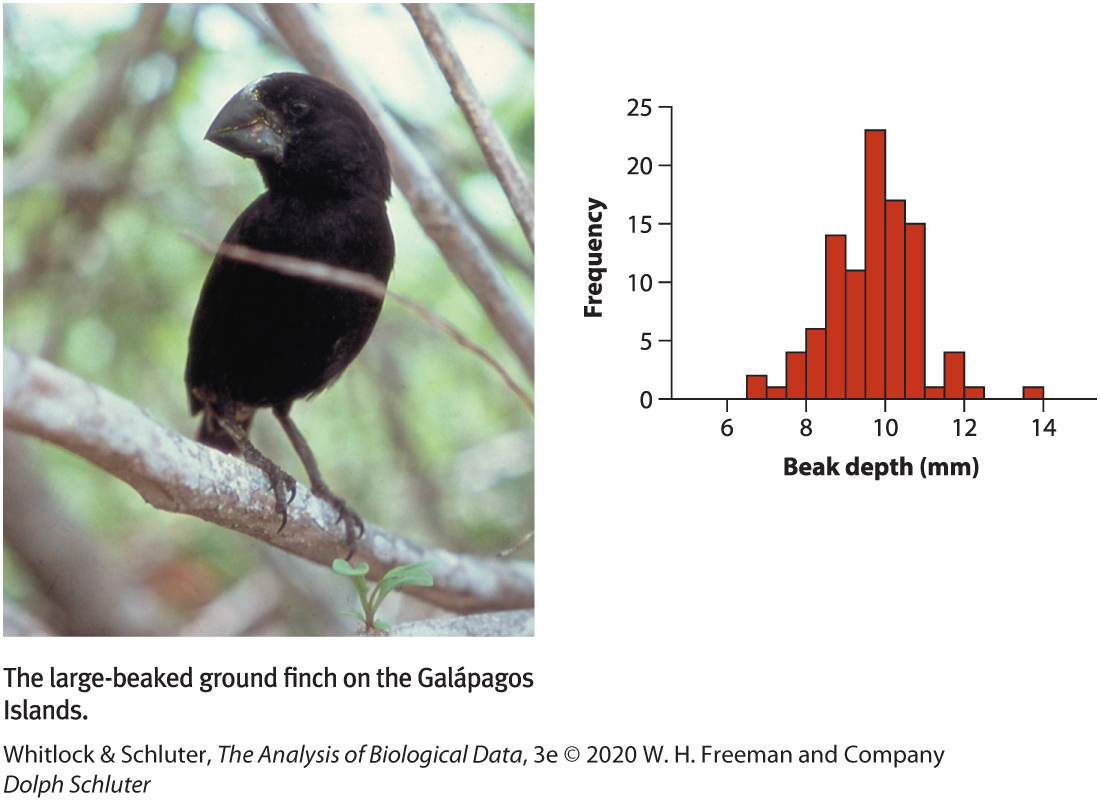 25
20
15
10
5
0
Frequency
6 8 10 12 14
Beak depth (mm)
The large-beaked ground finch on the Galápagos
Islands.
Whitlock & Schluter, The Analysis of Biological Data, 3e © 2020 W. H. Freeman and Company
Dolph Schluter